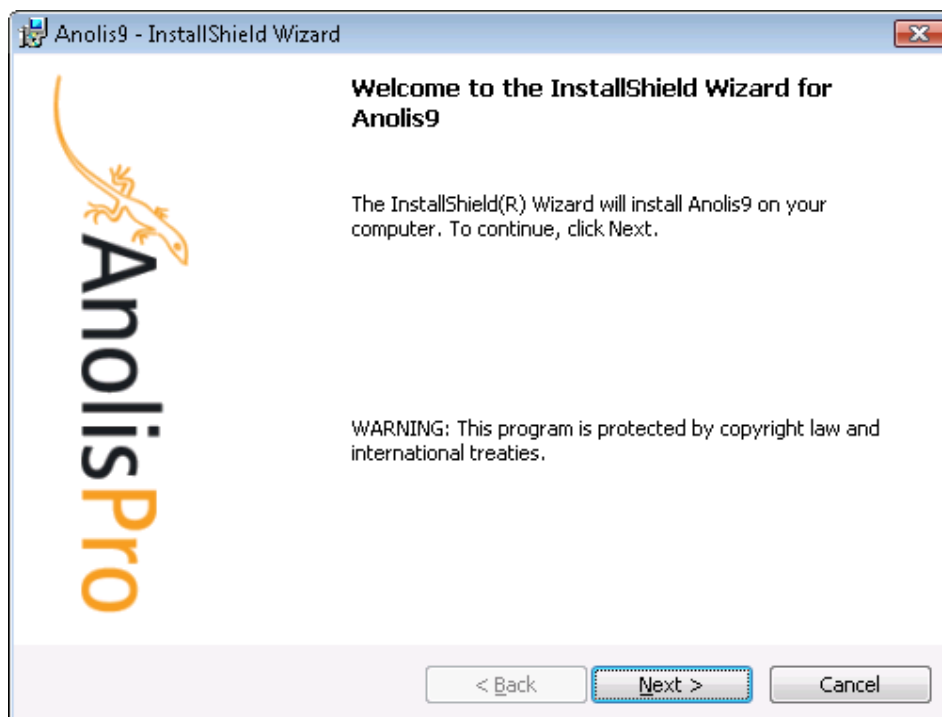 Anolis9 - InstallShield Wizard
Welcome to the InstallShield Wizard for
Anolis9
The InstallShield(R) Wizard will install Anolis9 on your
computer. To continue, click Next.
AnolisPro
WARNING: This program is protected by copyright law and
international treaties.
< Back
Next >
Cancel